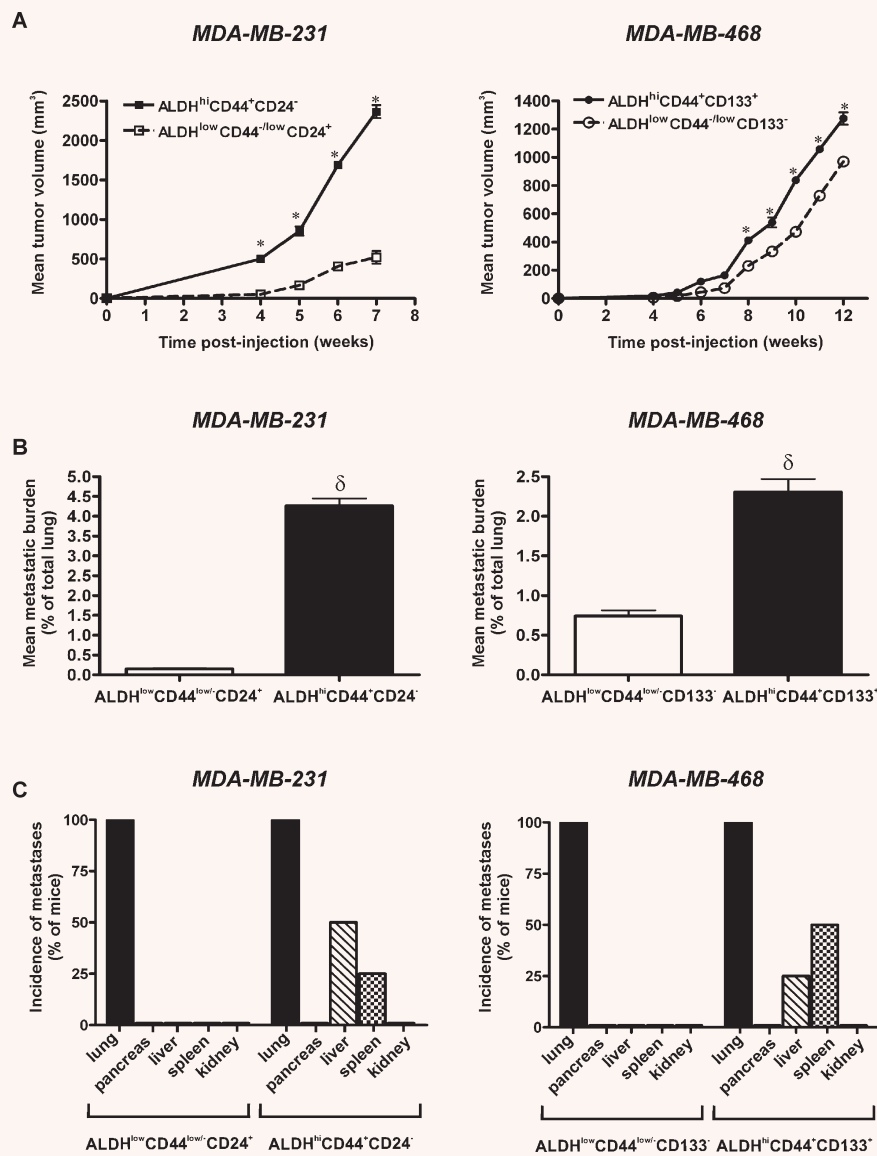 A
MDA-MB-231
MDA-MB-468
Mean tumor volume (mm³)
2500
2000
1500
1000
500
0
ALDHʰⁱCD44⁺CD24⁻
ALDHˡᵒʷCD44⁻/ˡᵒʷCD24⁺
*
*
*
*
0 1 2 3 4 5 6 7 8
Time post-injection (weeks)
Mean tumor volume (mm³)
1400
1200
1000
800
600
400
200
0
ALDHʰⁱCD44⁺CD133⁺
ALDHˡᵒʷCD44⁻/ˡᵒʷCD133⁻
*
*
*
*
*
0 2 4 6 8 10 12
Time post-injection (weeks)
B
MDA-MB-231
MDA-MB-468
Mean metastatic burden
(% of total lung)
5.0
4.5
4.0
3.5
3.0
2.5
2.0
1.5
1.0
0.5
0.0
δ
ALDHˡᵒʷCD44ˡᵒʷ/⁻CD24⁺ ALDHʰⁱCD44⁺CD24⁻
Mean metastatic burden
(% of total lung)
2.5
2.0
1.5
1.0
0.5
0.0
δ
ALDHˡᵒʷCD44ˡᵒʷ/⁻CD133⁻ ALDHʰⁱCD44⁺CD133⁺
C
MDA-MB-231
MDA-MB-468
Incidence of metastases
(% of mice)
100
75
50
25
0
lung pancreas liver spleen kidney lung pancreas liver spleen kidney
ALDHˡᵒʷCD44ˡᵒʷ/⁻CD24⁺ ALDHʰⁱCD44⁺CD24⁻
Incidence of metastases
(% of mice)
100
75
50
25
0
lung pancreas liver spleen kidney lung pancreas liver spleen kidney
ALDHˡᵒʷCD44ˡᵒʷ/⁻CD133⁻ ALDHʰⁱCD44⁺CD133⁺